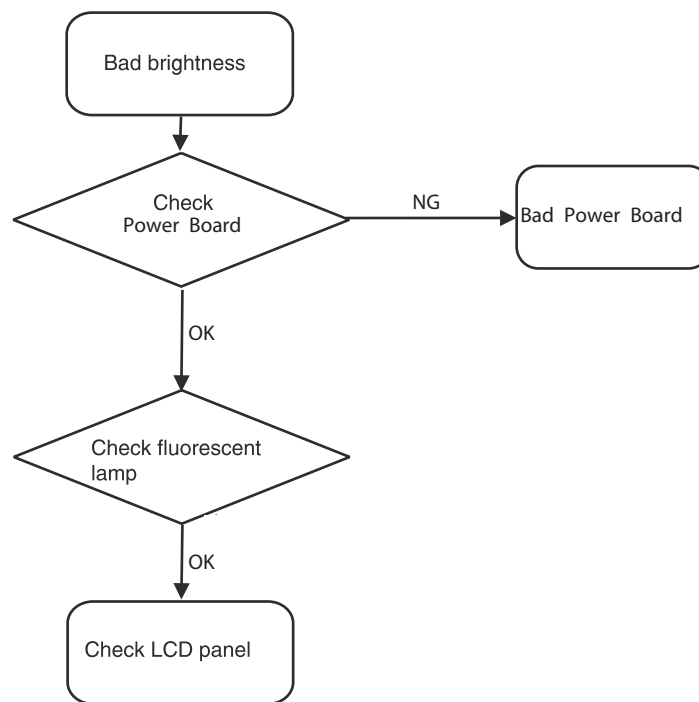 Bad brightness
Check
Power Board
NG
Bad Power Board
OK
Check fluorescent
lamp
OK
Check LCD panel